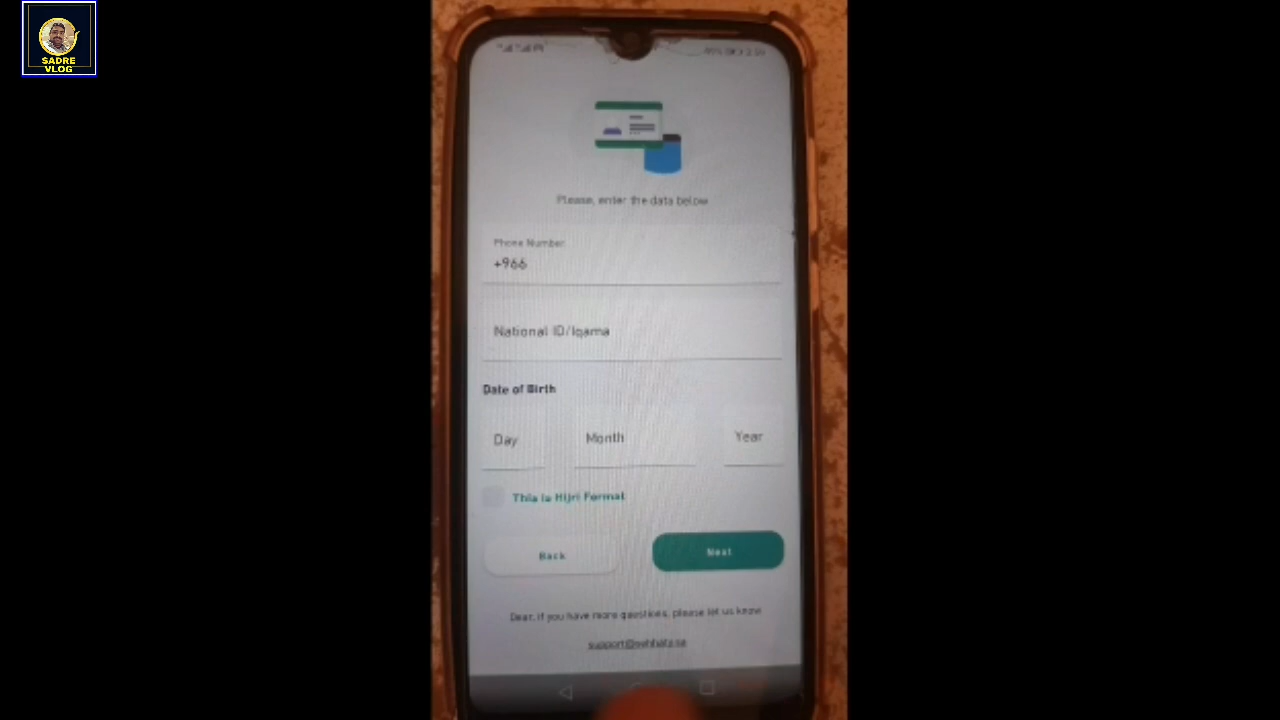 SADRE
VLOG
Please, enter the data below
Phone Number
+966
National ID/Iqama
Date of Birth
Day
Month
Year
This is Hijri Format
Back
Next
Dear, if you have more questions, please let us know